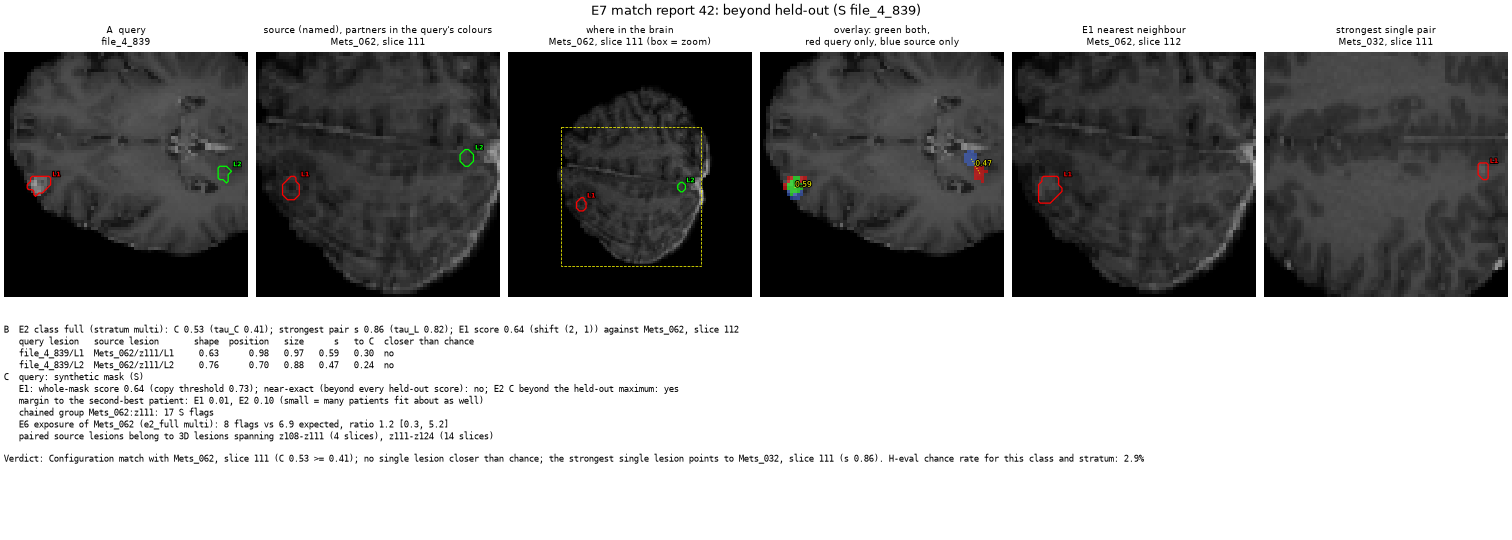 E7 match report 42: beyond held-out (S file_4_839)
A query
file_4_839
source (named), partners in the query's colours
Mets_062, slice 111
where in the brain
Mets_062, slice 111 (box = zoom)
overlay: green both,
red query only, blue source only
E1 nearest neighbour
Mets_062, slice 112
strongest single pair
Mets_032, slice 111
L1
L2
L1
L2
L1
L2
0.59
0.47
L1
L1
B E2 class full (stratum multi): C 0.53 (tau_C 0.41); strongest pair s 0.86 (tau_L 0.82); E1 score 0.64 (shift (2, 1)) against Mets_062, slice 112
query lesion source lesion shape position size s to C closer than chance
file_4_839/L1 Mets_062/z111/L1 0.63 0.98 0.97 0.59 0.30 no
file_4_839/L2 Mets_062/z111/L2 0.76 0.70 0.88 0.47 0.24 no
C query: synthetic mask (S)
E1: whole-mask score 0.64 (copy threshold 0.73); near-exact (beyond every held-out score): no; E2 C beyond the held-out maximum: yes
margin to the second-best patient: E1 0.01, E2 0.10 (small = many patients fit about as well)
chained group Mets_062:z111: 17 S flags
E6 exposure of Mets_062 (e2_full multi): 8 flags vs 6.9 expected, ratio 1.2 [0.3, 5.2]
paired source lesions belong to 3D lesions spanning z108-z111 (4 slices), z111-z124 (14 slices)
Verdict: Configuration match with Mets_062, slice 111 (C 0.53 >= 0.41); no single lesion closer than chance; the strongest single lesion points to Mets_032, slice 111 (s 0.86). H-eval chance rate for this class and stratum: 2.9%